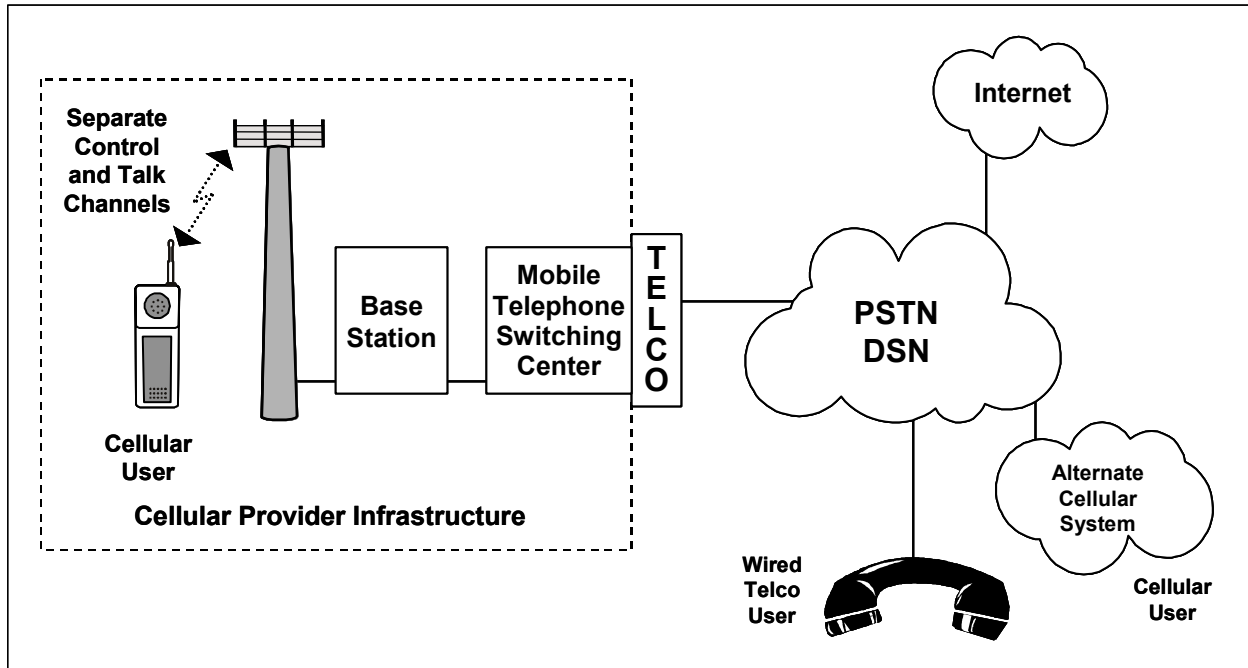 Separate
Control
and Talk
Channels
Cellular
User
Base
Station
Mobile
Telephone
Switching
Center
TELCO
Cellular Provider Infrastructure
Internet
PSTN
DSN
Alternate
Cellular
System
Wired
Telco
User
Cellular
User